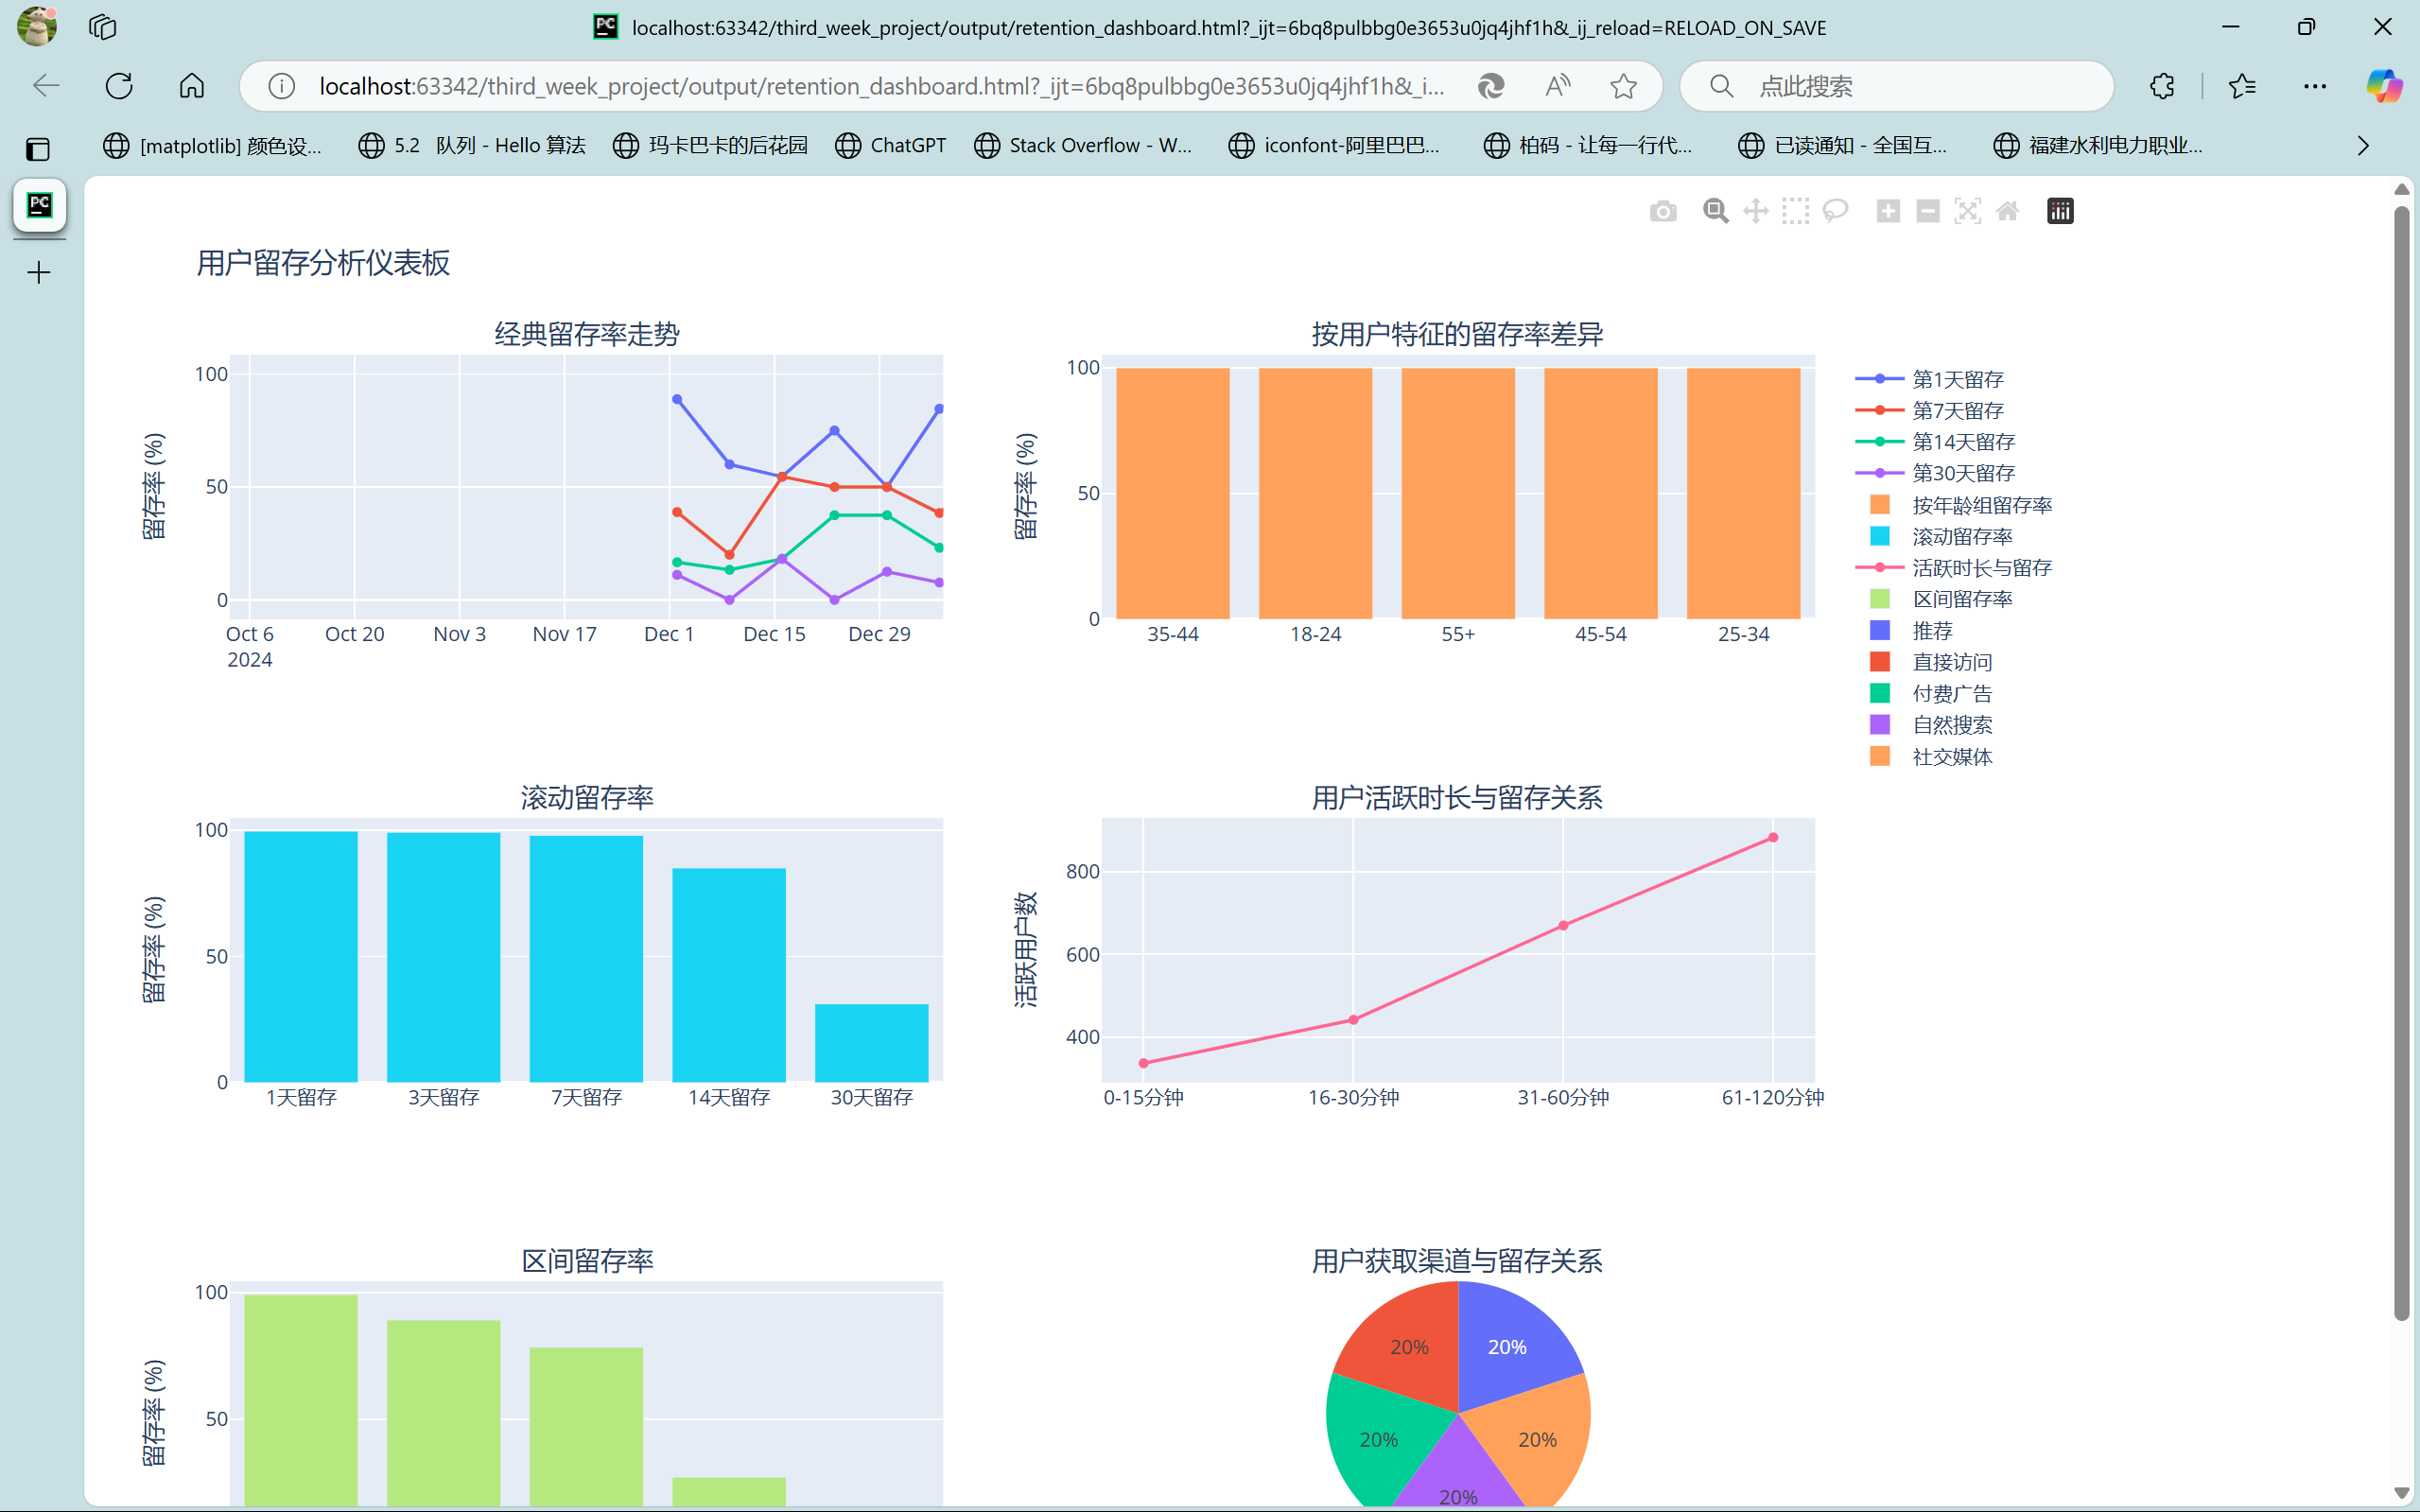 localhost:63342/third_week_project/output/retention_dashboard.html?_ijt=6bq8pulbbg0e3653u0jq4jhf1h&_ij_reload=RELOAD_ON_SAVE
localhost:63342/third_week_project/output/retention_dashboard.html?_ijt=6bq8pulbbg0e3653u0jq4jhf1h&_i...
点此搜索
[matplotlib] 颜色设...
5.2 队列 - Hello 算法
玛卡巴卡的后花园
ChatGPT
Stack Overflow - W...
iconfont-阿里巴巴...
柏码 - 让每一行代...
已读通知 - 全国互...
福建水利电力职业...
用户留存分析仪表板
经典留存率走势
留存率 (%)
100
50
0
Oct 6
2024
Oct 20
Nov 3
Nov 17
Dec 1
Dec 15
Dec 29
按用户特征的留存率差异
留存率 (%)
100
50
0
35-44
18-24
55+
45-54
25-34
第1天留存
第7天留存
第14天留存
第30天留存
按年龄组留存率
滚动留存率
活跃时长与留存
区间留存率
推荐
直接访问
付费广告
自然搜索
社交媒体
滚动留存率
留存率 (%)
100
50
0
1天留存
3天留存
7天留存
14天留存
30天留存
用户活跃时长与留存关系
活跃用户数
800
600
400
0-15分钟
16-30分钟
31-60分钟
61-120分钟
区间留存率
留存率 (%)
100
50
用户获取渠道与留存关系
20%
20%
20%
20%
20%